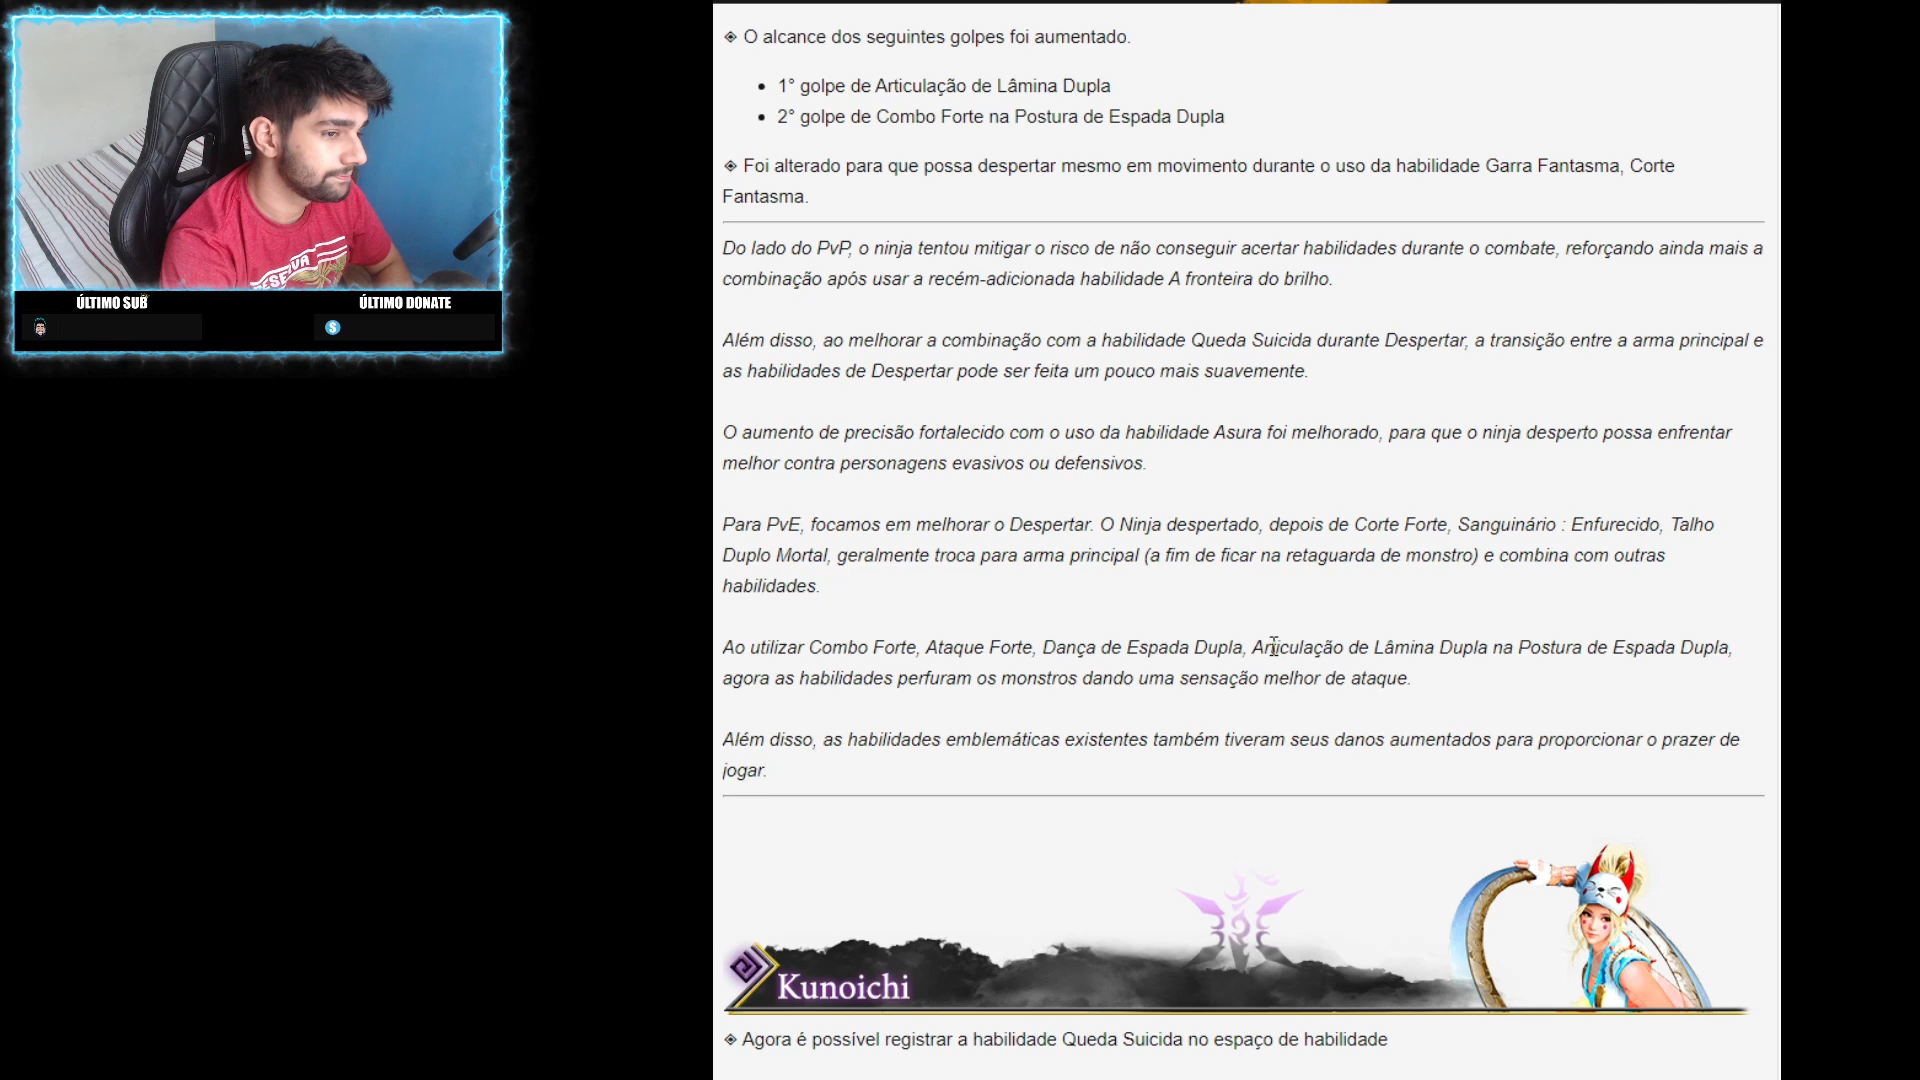 ◈ O alcance dos seguintes golpes foi aumentado.
• 1° golpe de Articulação de Lâmina Dupla
• 2° golpe de Combo Forte na Postura de Espada Dupla
◈ Foi alterado para que possa despertar mesmo em movimento durante o uso da habilidade Garra Fantasma, Corte
Fantasma.
Do lado do PvP, o ninja tentou mitigar o risco de não conseguir acertar habilidades durante o combate, reforçando ainda mais a
combinação após usar a recém-adicionada habilidade A fronteira do brilho.
Além disso, ao melhorar a combinação com a habilidade Queda Suicida durante Despertar, a transição entre a arma principal e
as habilidades de Despertar pode ser feita um pouco mais suavemente.
O aumento de precisão fortalecido com o uso da habilidade Asura foi melhorado, para que o ninja desperto possa enfrentar
melhor contra personagens evasivos ou defensivos.
Para PvE, focamos em melhorar o Despertar. O Ninja despertado, depois de Corte Forte, Sanguinário : Enfurecido, Talho
Duplo Mortal, geralmente troca para arma principal (a fim de ficar na retaguarda de monstro) e combina com outras
habilidades.
Ao utilizar Combo Forte, Ataque Forte, Dança de Espada Dupla, Articulação de Lâmina Dupla na Postura de Espada Dupla,
agora as habilidades perfuram os monstros dando uma sensação melhor de ataque.
Além disso, as habilidades emblemáticas existentes também tiveram seus danos aumentados para proporcionar o prazer de
jogar.
Kunoichi
◈ Agora é possível registrar a habilidade Queda Suicida no espaço de habilidade
ÚLTIMO SUB
ÚLTIMO DONATE
$